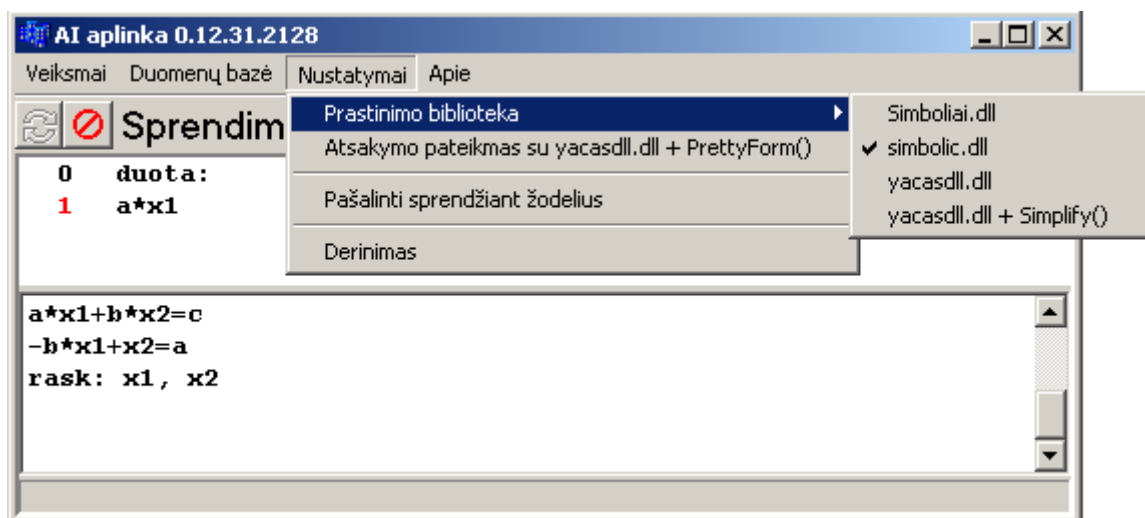 AI aplinka 0.12.31.2128
Veiksmai Duomenų bazė Nustatymai Apie
Sprendim
Prastinimo biblioteka
Atsakymo pateikmas su yacasdll.dll + PrettyForm()
Pašalinti sprendžiant žodelius
Derinimas
Simboliai.dll
simbolic.dll
yacasdll.dll
yacasdll.dll + Simplify()
0 duota:
1 a*x1
a*x1+b*x2=c
-b*x1+x2=a
rask: x1, x2